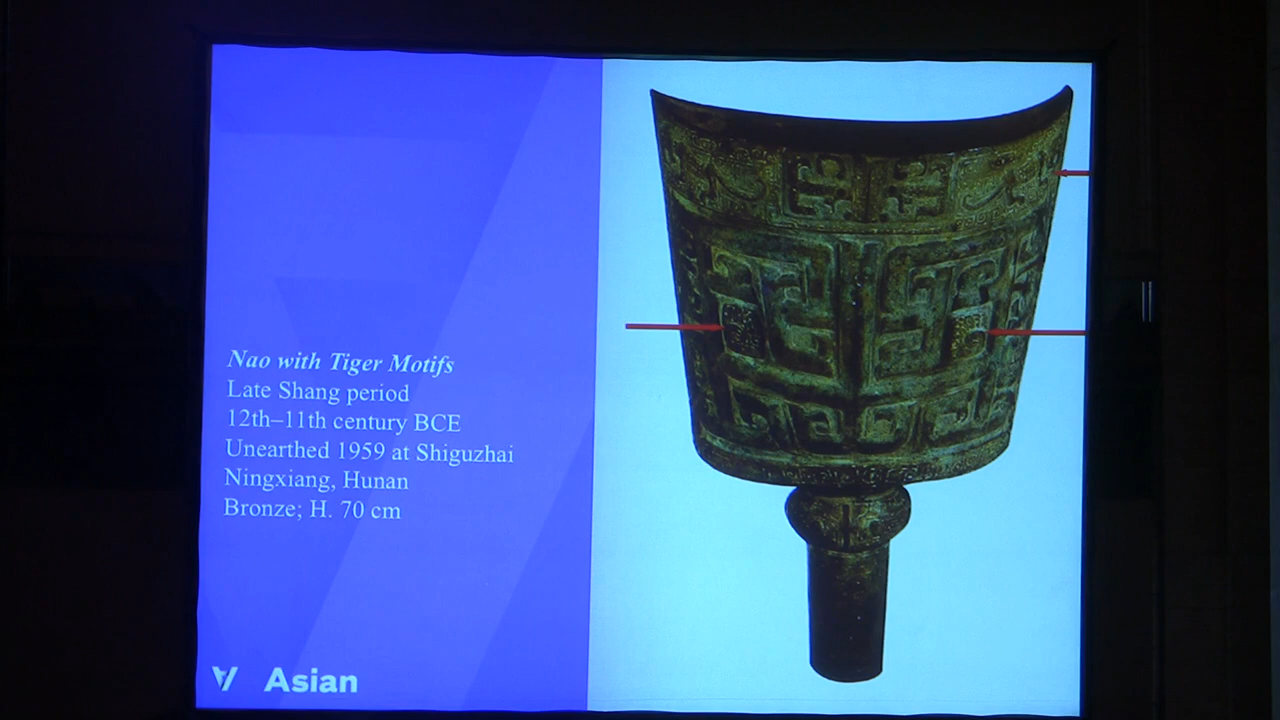 Nao with Tiger Motifs
Late Shang period
12th–11th century BCE
Unearthed 1959 at Shiguzhai
Ningxiang, Hunan
Bronze; H. 70 cm
Asian